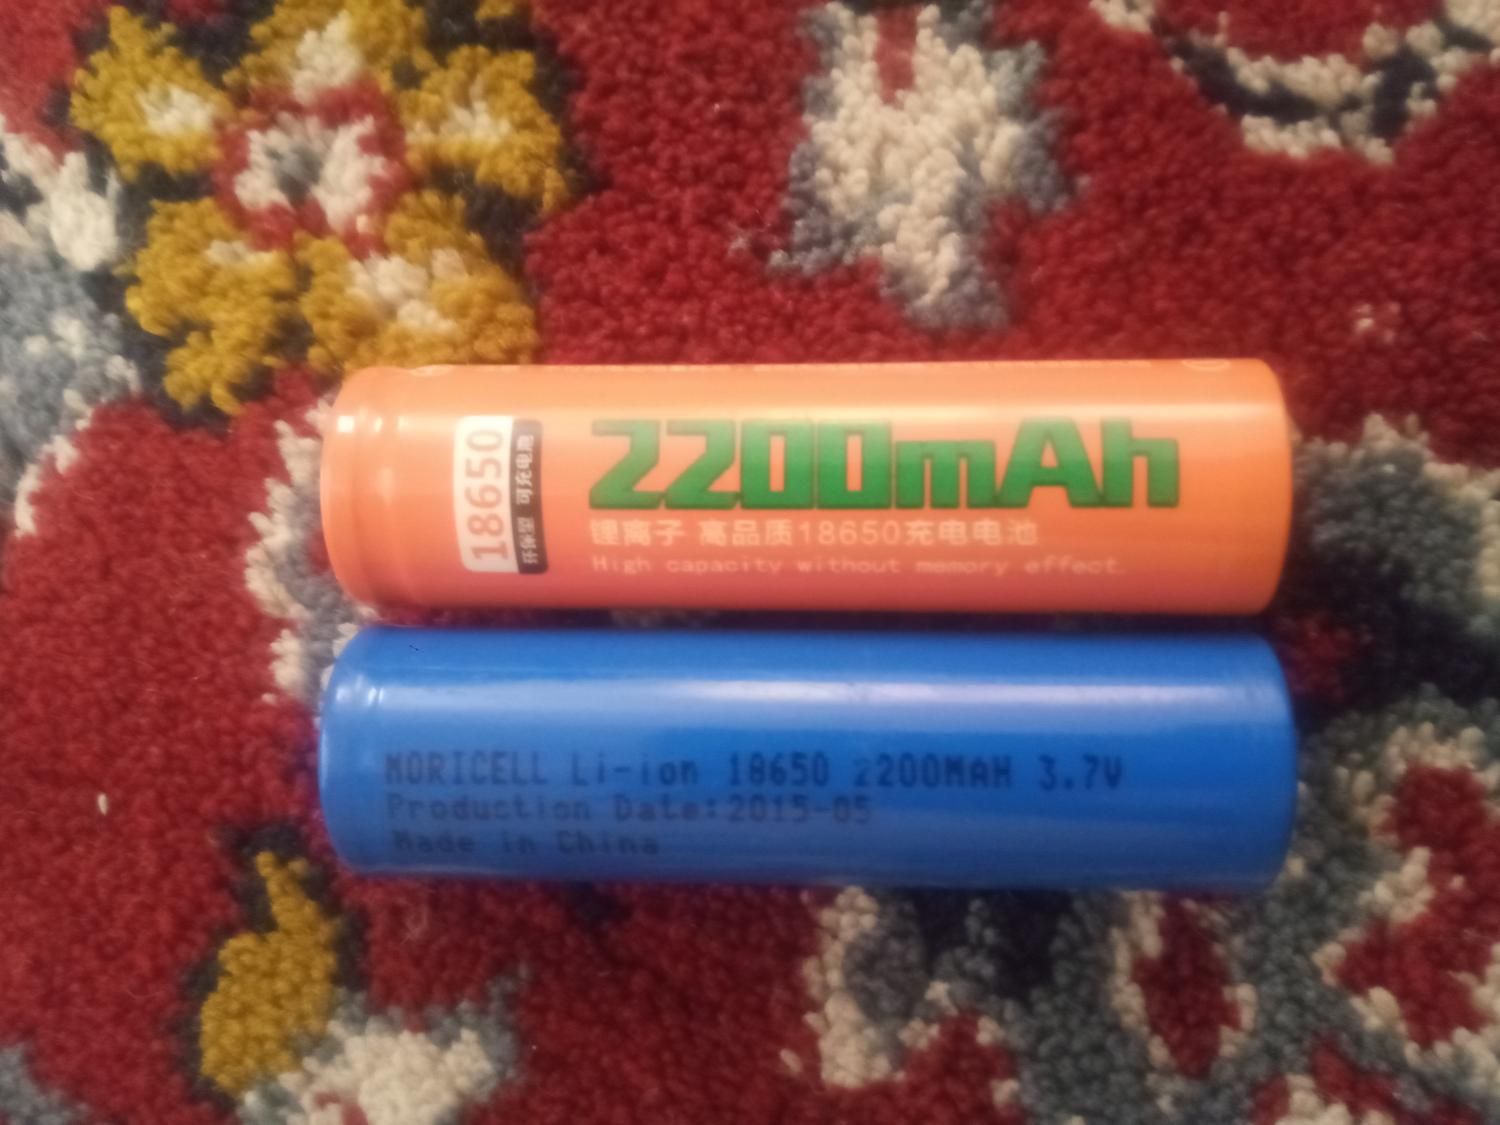 18650
环保型 可充电池
2200mAh
锂离子 高品质18650充电电池
High capacity without memory effect.
MORICELL Li-ion 18650 2200MAH 3.7V
Production Date:2015-05
Made in China